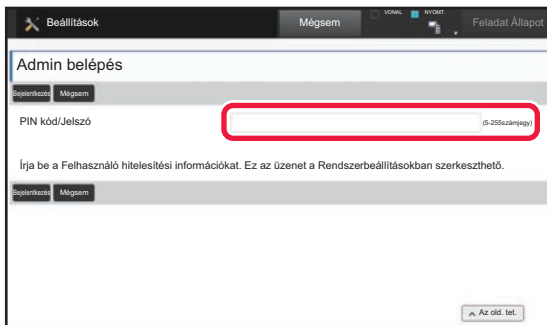 Beállítások Mégsem VONAL NYOMT. Feladat Állapot
Admin belépés
Bejelentkezés Mégsem
PIN kód/Jelszó (5-255számjegy)
Írja be a Felhasználó hitelesítési információkat. Ez az üzenet a Rendszerbeállításokban szerkeszthető.
Bejelentkezés Mégsem
Az old. tet.